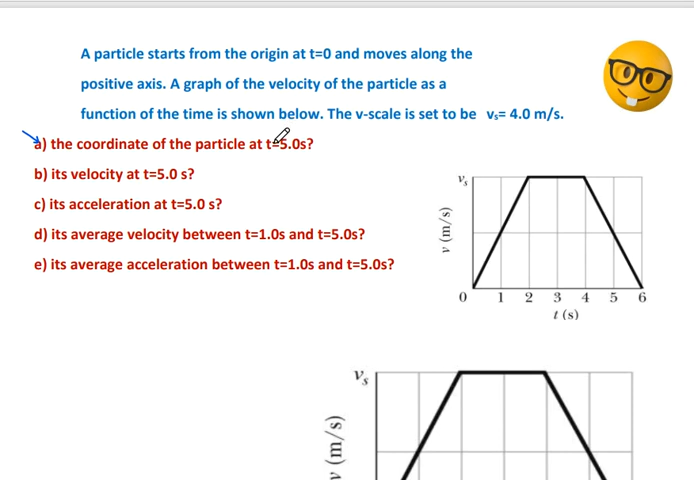 A particle starts from the origin at t=0 and moves along the
positive axis. A graph of the velocity of the particle as a
function of the time is shown below. The v-scale is set to be vₛ= 4.0 m/s.
a) the coordinate of the particle at t=5.0s?
b) its velocity at t=5.0 s?
c) its acceleration at t=5.0 s?
d) its average velocity between t=1.0s and t=5.0s?
e) its average acceleration between t=1.0s and t=5.0s?
vₛ
v (m/s)
0 1 2 3 4 5 6
t (s)
vₛ
v (m/s)